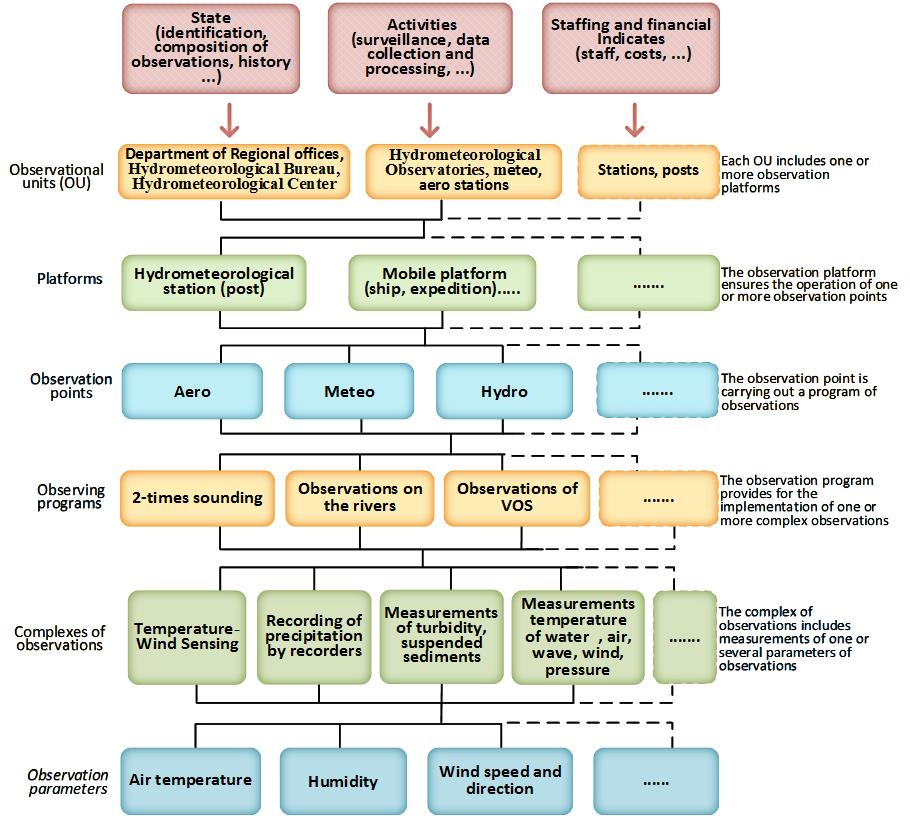 State
(identification,
composition of
observations, history
...)
Activities
(surveillance, data
collection and
processing, ...)
Staffing and financial
Indicates
(staff, costs, ...)
Observational
units (OU)
Department of Regional offices,
Hydrometeorological Bureau,
Hydrometeorological Center
Hydrometeorological
Observatories, meteo,
aero stations
Stations, posts
Each OU includes one or
more observation
platforms
Platforms
Hydrometeorological
station (post)
Mobile platform
(ship, expedition).....
.......
The observation platform
ensures the operation of one
or more observation points
Observation
points
Aero
Meteo
Hydro
.......
The observation point is
carrying out a program of
observations
Observing
programs
2-times sounding
Observations on
the rivers
Observations of
VOS
.......
The observation program
provides for the
implementation of one or
more complex observations
Complexes of
observations
Temperature-
Wind Sensing
Recording of
precipitation
by recorders
Measurements
of turbidity,
suspended
sediments
Measurements
temperature
of water , air,
wave, wind,
pressure
.......
The complex of
observations includes
measurements of one or
several parameters of
observations
Observation
parameters
Air temperature
Humidity
Wind speed and
direction
......